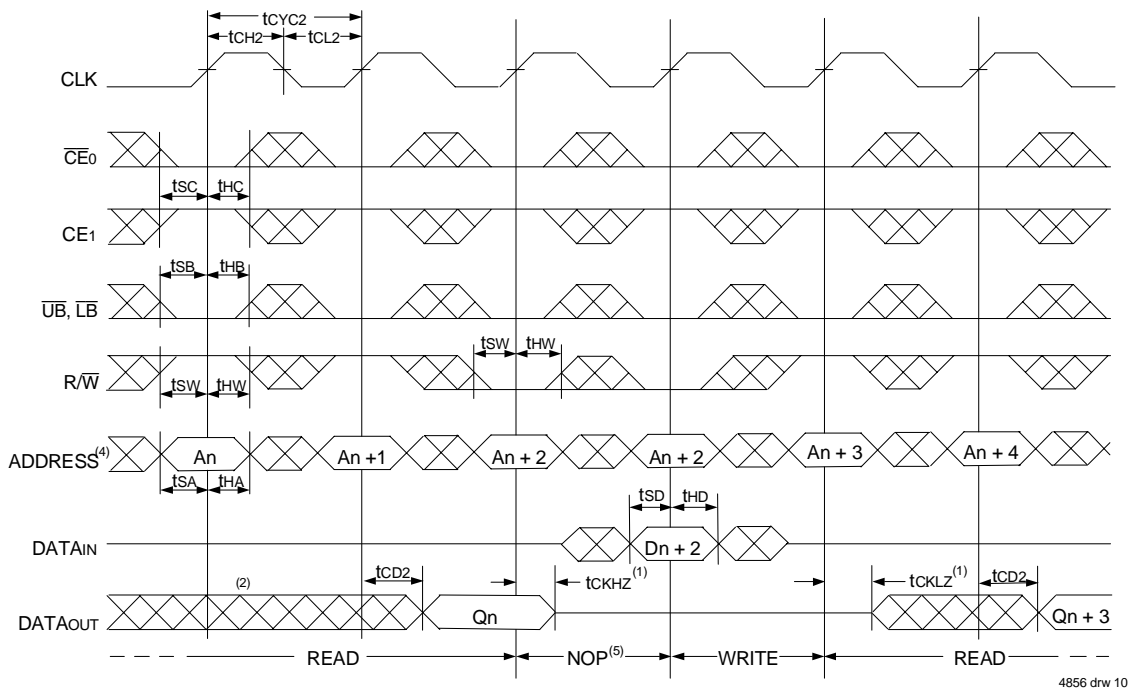 tCYC2
tCH2 tCL2
CLK
CE0
tSC tHC
CE1
tSB tHB
UB, LB
tSW tHW
R/W
tSW tHW
ADDRESS(4) An An +1 An + 2 An + 2 An + 3 An + 4
tSA tHA
tSD tHD
DATAIN Dn + 2
(2) tCD2 tCKHZ(1) tCKLZ(1) tCD2
DATAOUT Qn Qn + 3
READ NOP(5) WRITE READ
4856 drw 10